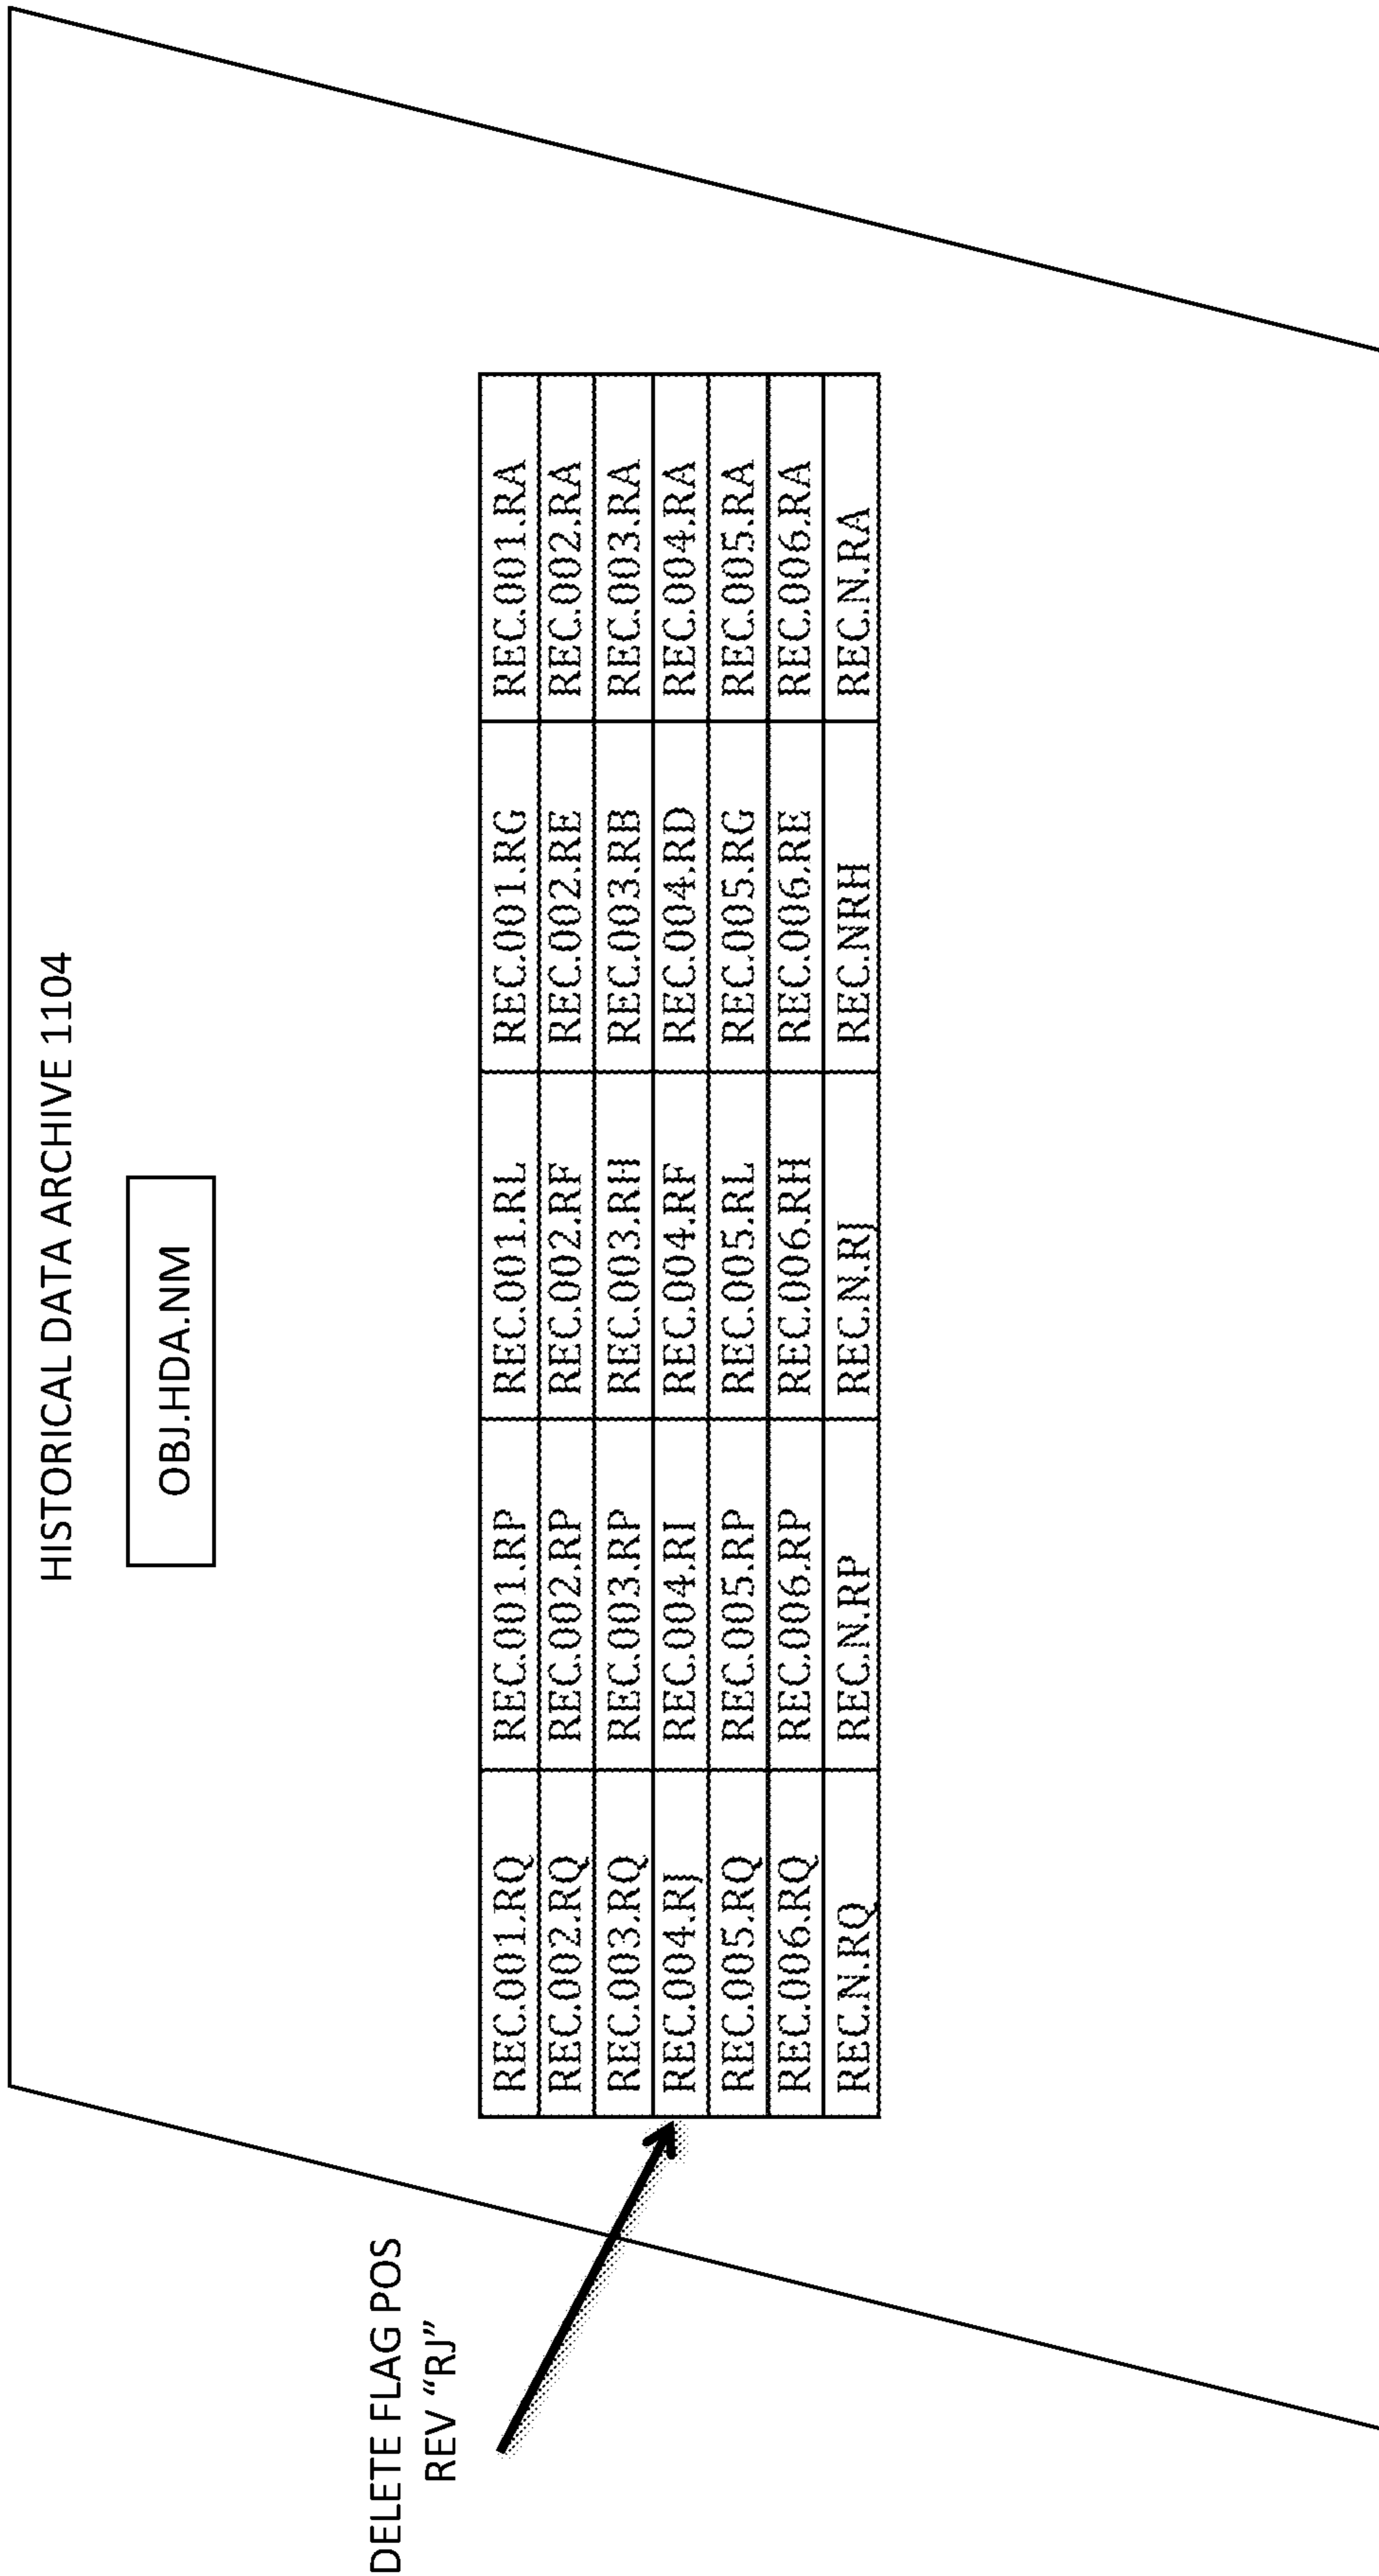 HISTORICAL DATA ARCHIVE 1104
OBJ.HDA.NM
DELETE FLAG POS
REV “RJ”
REC.001.RQ REC.001.RP REC.001.RL REC.001.RG REC.001.RA
REC.002.RQ REC.002.RP REC.002.RF REC.002.RE REC.002.RA
REC.003.RQ REC.003.RP REC.003.RH REC.003.RB REC.003.RA
REC.004.RJ REC.004.RI REC.004.RF REC.004.RD REC.004.RA
REC.005.RQ REC.005.RP REC.005.RL REC.005.RG REC.005.RA
REC.006.RQ REC.006.RP REC.006.RH REC.006.RE REC.006.RA
REC.N.RQ REC.N.RP REC.N.RJ REC.NRH REC.N.RA